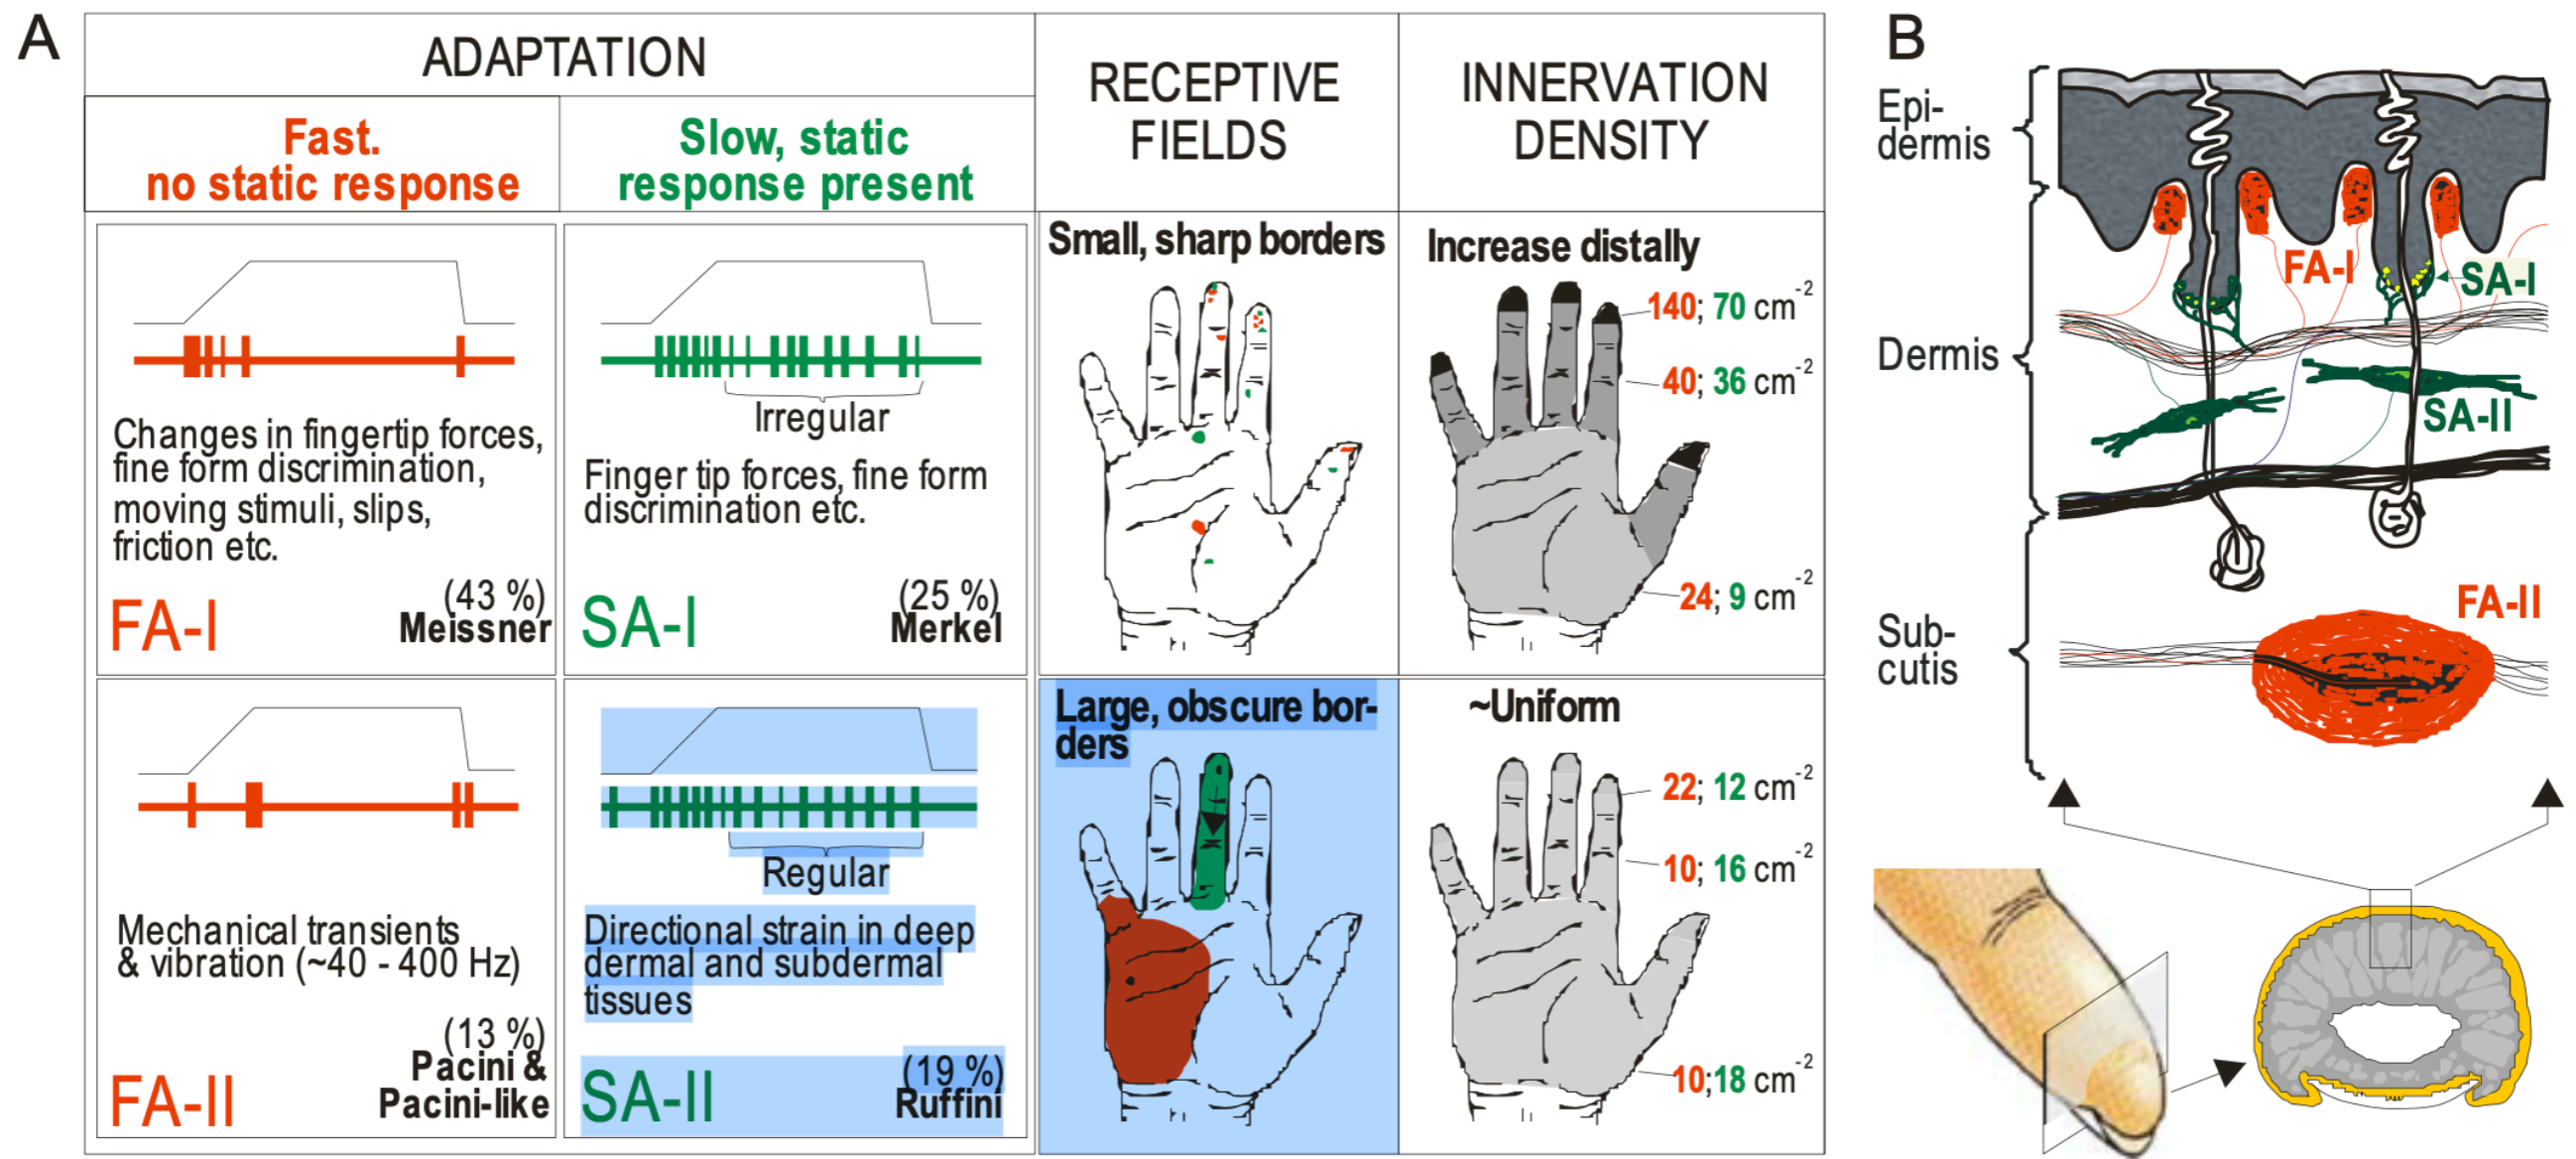 A
ADAPTATION
Fast.
no static response
Slow, static
response present
RECEPTIVE
FIELDS
INNERVATION
DENSITY
Changes in fingertip forces,
fine form discrimination,
moving stimuli, slips,
friction etc.
(43 %)
FA-I
Meissner
Irregular
Finger tip forces, fine form
discrimination etc.
(25 %)
SA-I
Merkel
Small, sharp borders
Increase distally
140; 70 cm-2
40; 36 cm-2
24; 9 cm-2
Mechanical transients
& vibration (~40 - 400 Hz)
(13 %)
Pacini &
FA-II
Pacini-like
Regular
Directional strain in deep
dermal and subdermal
tissues
(19 %)
SA-II
Ruffini
Large, obscure bor-
ders
~Uniform
22; 12 cm-2
10; 16 cm-2
10;18 cm-2
B
Epi-
dermis
FA-I
SA-I
Dermis
SA-II
FA-II
Sub-
cutis